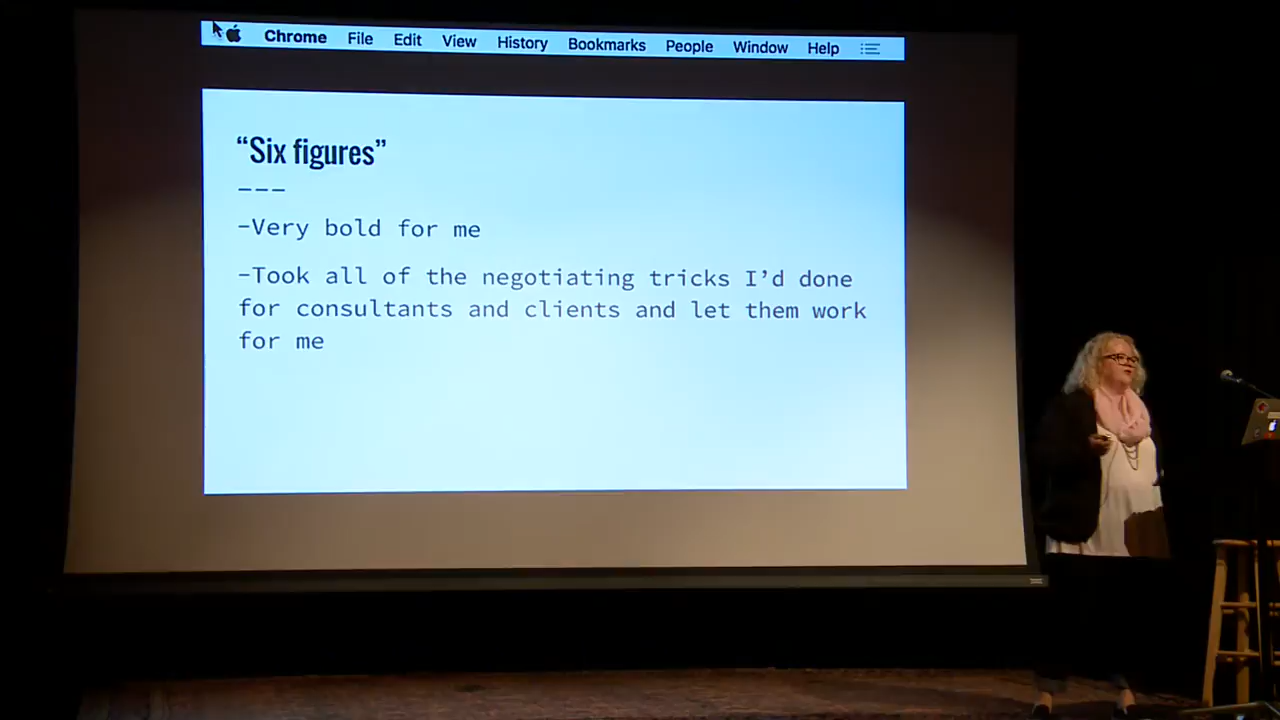 Chrome File Edit View History Bookmarks People Window Help
“Six figures”
---
-Very bold for me
-Took all of the negotiating tricks I’d done
for consultants and clients and let them work
for me